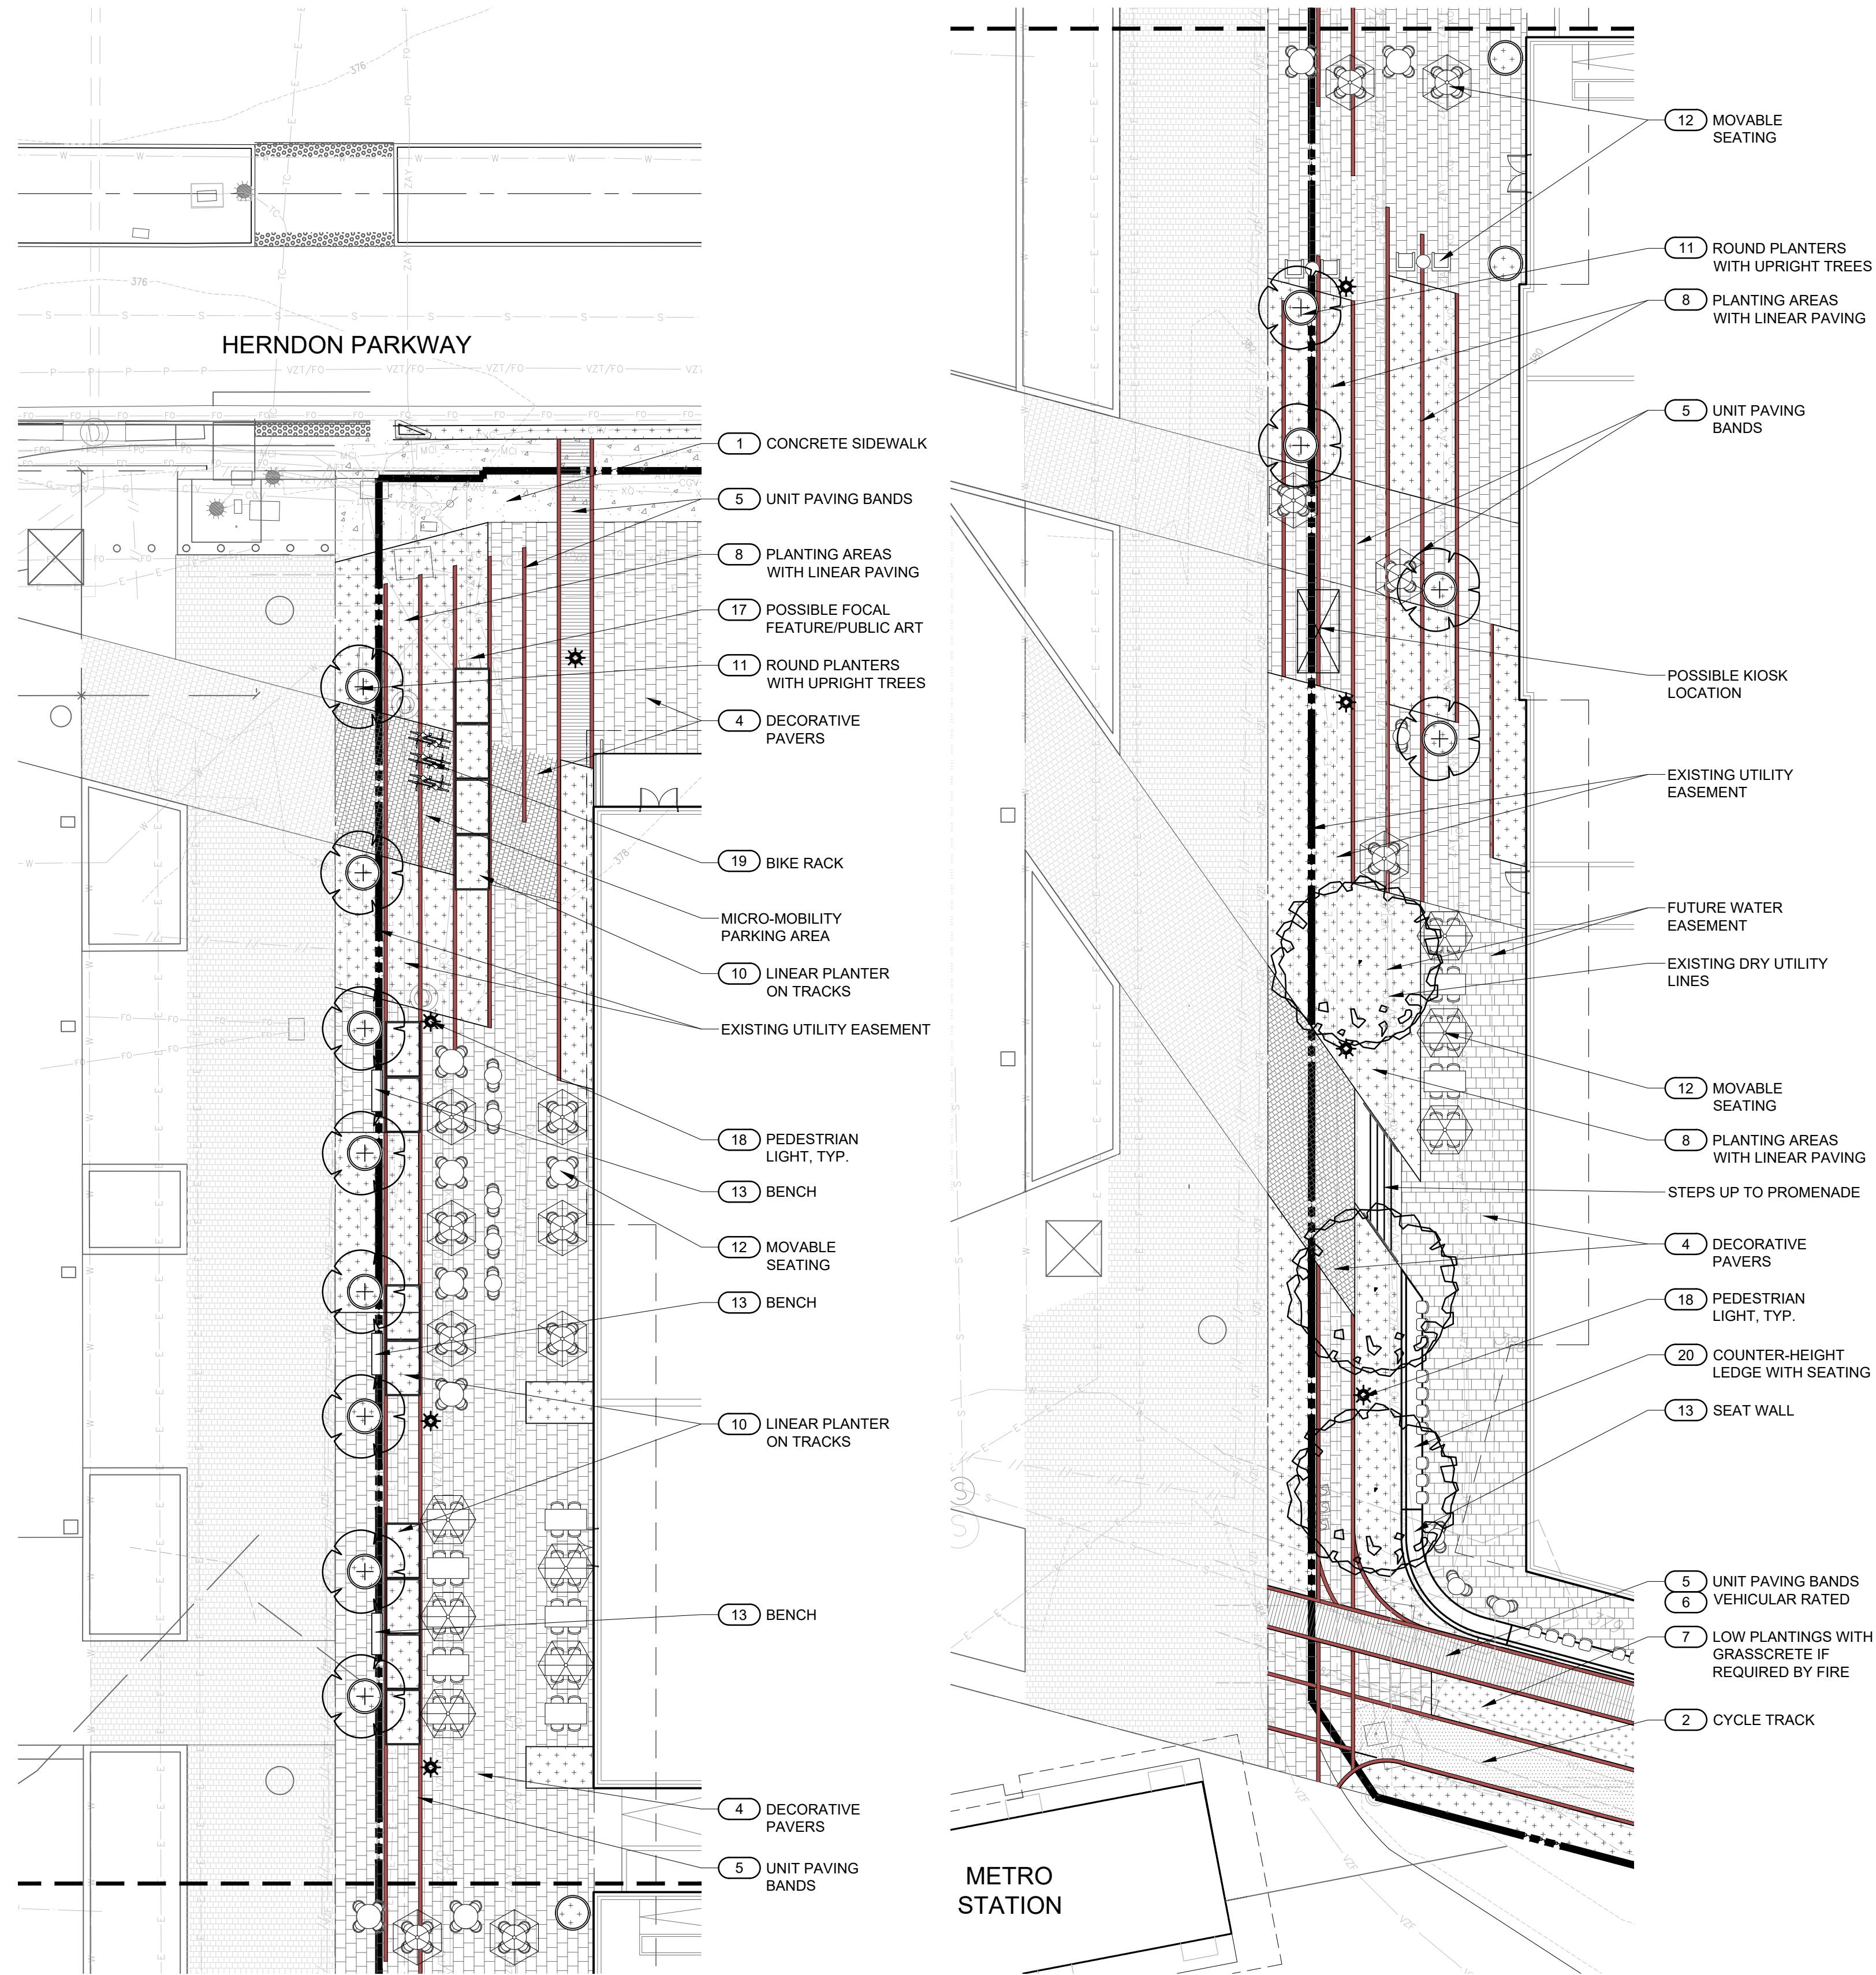 376
376
HERNDON PARKWAY
1 CONCRETE SIDEWALK
5 UNIT PAVING BANDS
8 PLANTING AREAS
WITH LINEAR PAVING
17 POSSIBLE FOCAL
FEATURE/PUBLIC ART
11 ROUND PLANTERS
WITH UPRIGHT TREES
4 DECORATIVE
PAVERS
378
19 BIKE RACK
MICRO-MOBILITY
PARKING AREA
10 LINEAR PLANTER
ON TRACKS
EXISTING UTILITY EASEMENT
18 PEDESTRIAN
LIGHT, TYP.
13 BENCH
12 MOVABLE
SEATING
13 BENCH
10 LINEAR PLANTER
ON TRACKS
13 BENCH
4 DECORATIVE
PAVERS
5 UNIT PAVING
BANDS
12 MOVABLE
SEATING
11 ROUND PLANTERS
WITH UPRIGHT TREES
8 PLANTING AREAS
WITH LINEAR PAVING
382
380
5 UNIT PAVING
BANDS
POSSIBLE KIOSK
LOCATION
EXISTING UTILITY
EASEMENT
FUTURE WATER
EASEMENT
EXISTING DRY UTILITY
LINES
12 MOVABLE
SEATING
8 PLANTING AREAS
WITH LINEAR PAVING
STEPS UP TO PROMENADE
4 DECORATIVE
PAVERS
18 PEDESTRIAN
LIGHT, TYP.
20 COUNTER-HEIGHT
LEDGE WITH SEATING
13 SEAT WALL
5 UNIT PAVING BANDS
6 VEHICULAR RATED
379
384
7 LOW PLANTINGS WITH
GRASSCRETE IF
REQUIRED BY FIRE
2 CYCLE TRACK
METRO
STATION